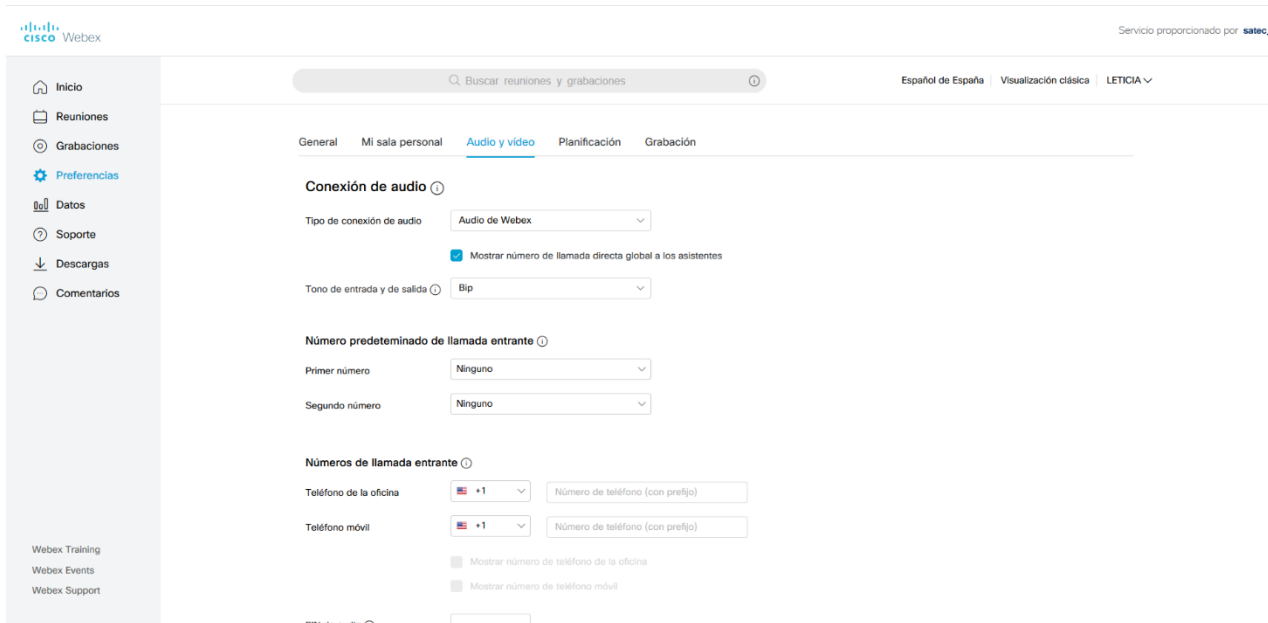 CISCO Webex
Servicio proporcionado por satec
Buscar reuniones y grabaciones
Español de España
Visualización clásica
LETICIA
Inicio
Reuniones
Grabaciones
Preferencias
Datos
Soporte
Descargas
Comentarios
General
Mi sala personal
Audio y vídeo
Planificación
Grabación
Conexión de audio
Tipo de conexión de audio
Audio de Webex
Mostrar número de llamada directa global a los asistentes
Tono de entrada y de salida
Bip
Número predeteminado de llamada entrante
Primer número
Ninguno
Segundo número
Ninguno
Números de llamada entrante
Teléfono de la oficina
+1
Número de teléfono (con prefijo)
Teléfono móvil
+1
Número de teléfono (con prefijo)
Mostrar número de teléfono de la oficina
Mostrar número de teléfono móvil
Webex Training
Webex Events
Webex Support